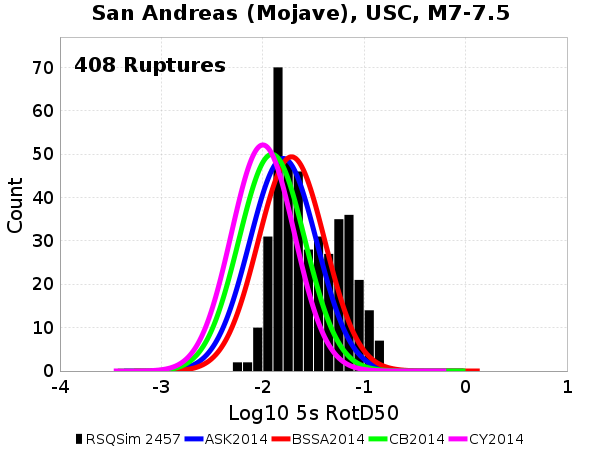 San Andreas (Mojave), USC, M7-7.5
408 Ruptures
Count
70
60
50
40
30
20
10
0
-4 -3 -2 -1 0 1
Log10 5s RotD50
RSQSim 2457 ASK2014 BSSA2014 CB2014 CY2014